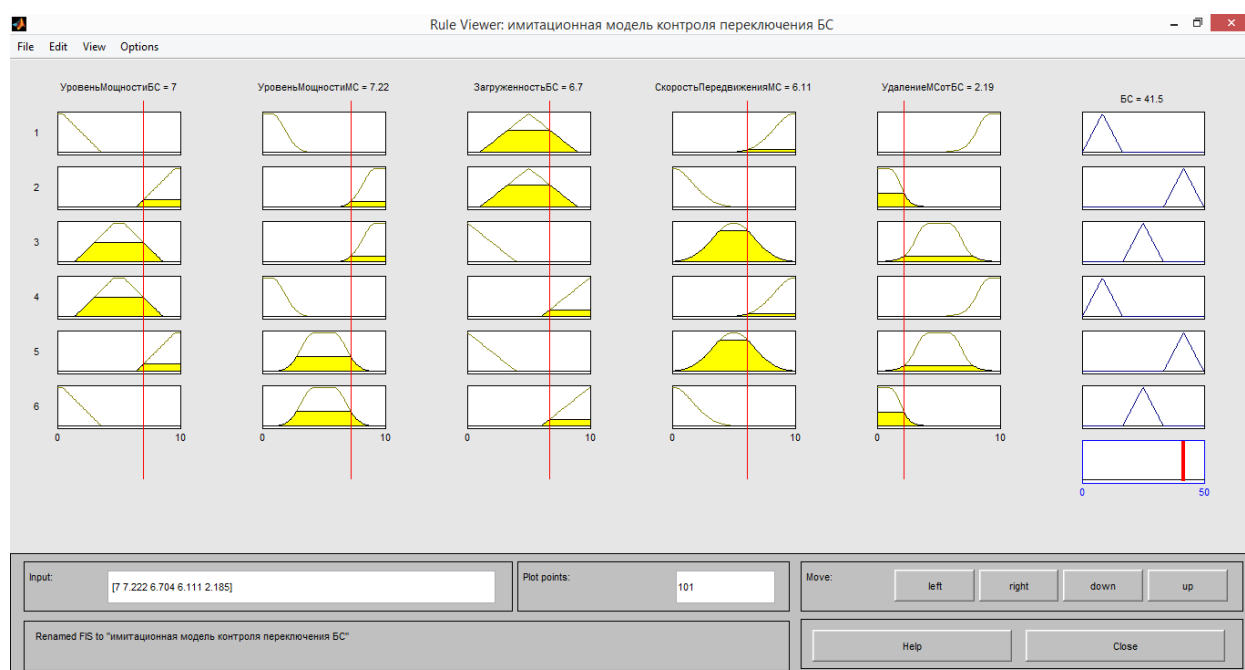 Rule Viewer: имитационная модель контроля переключения БС
File Edit View Options
УровеньМощностиБС = 7
УровеньМощностиМС = 7.22
ЗагруженностьБС = 6.7
СкоростьПередвиженияМС = 6.11
УдалениеМСотБС = 2.19
БС = 41.5
1
2
3
4
5
6
0 10
0 10
0 10
0 10
0 10
0 50
Input:
[7 7.222 6.704 6.111 2.185]
Plot points:
101
Move:
left
right
down
up
Renamed FIS to "имитационная модель контроля переключения БС"
Help
Close